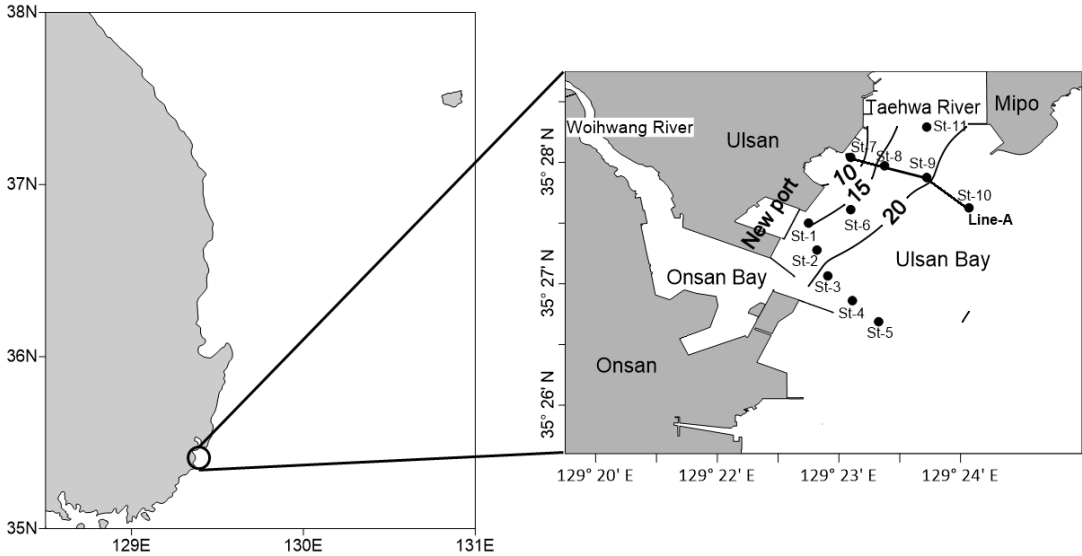 38N
37N
36N
35N
129E
130E
131E
35° 28' N
35° 27' N
35° 26' N
129° 20' E
129° 22' E
129° 23' E
129° 24' E
Woihwang River
Ulsan
Taehwa River
Mipo
St-11
St-7
St-8
St-9
St-10
Line-A
10
15
20
New port
St-1
St-6
St-2
Onsan Bay
Ulsan Bay
St-3
St-4
St-5
Onsan